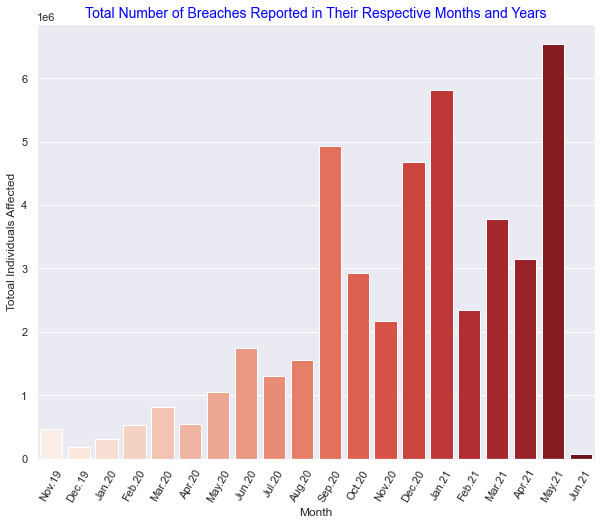 Total Number of Breaches Reported in Their Respective Months and Years
1e6
6
5
4
3
2
1
0
Totoal Individuals Affected
Nov.19
Dec.19
Jan.20
Feb.20
Mar.20
Apr.20
May.20
Jun.20
Jul.20
Aug.20
Sep.20
Oct.20
Nov.20
Dec.20
Jan.21
Feb.21
Mar.21
Apr.21
May.21
Jun.21
Month